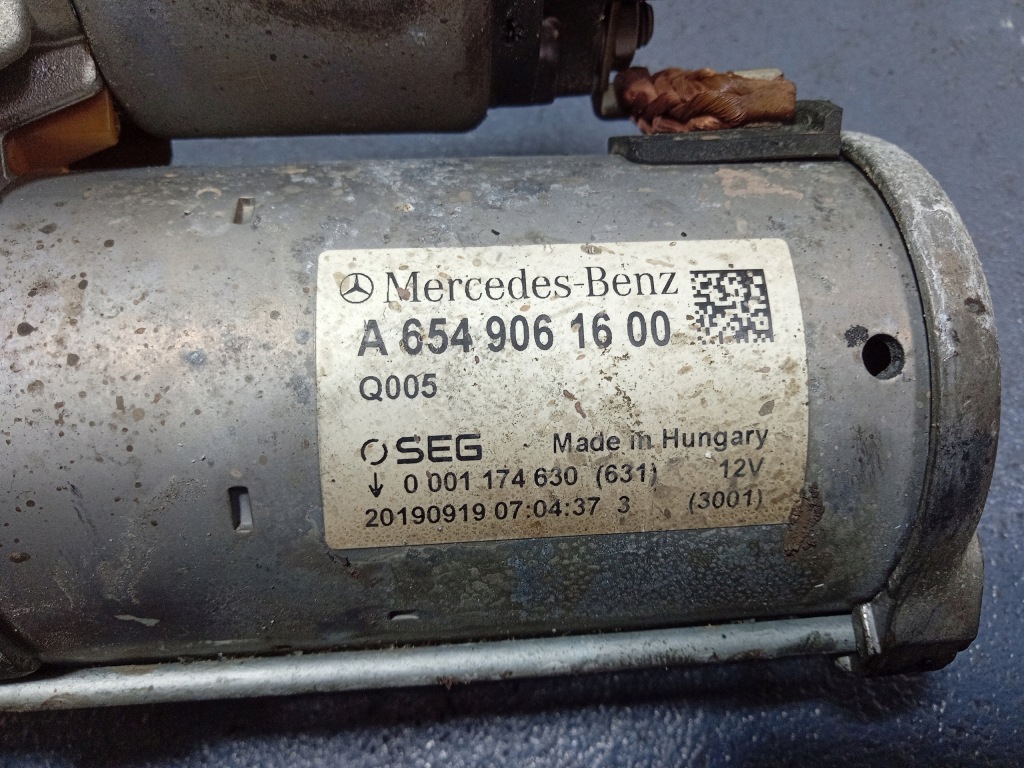 Mercedes-Benz
A 654 906 16 00
Q005
SEG Made in Hungary
↓ 0 001 174 630 (631) 12V
20190919 07:04:37 3 (3001)